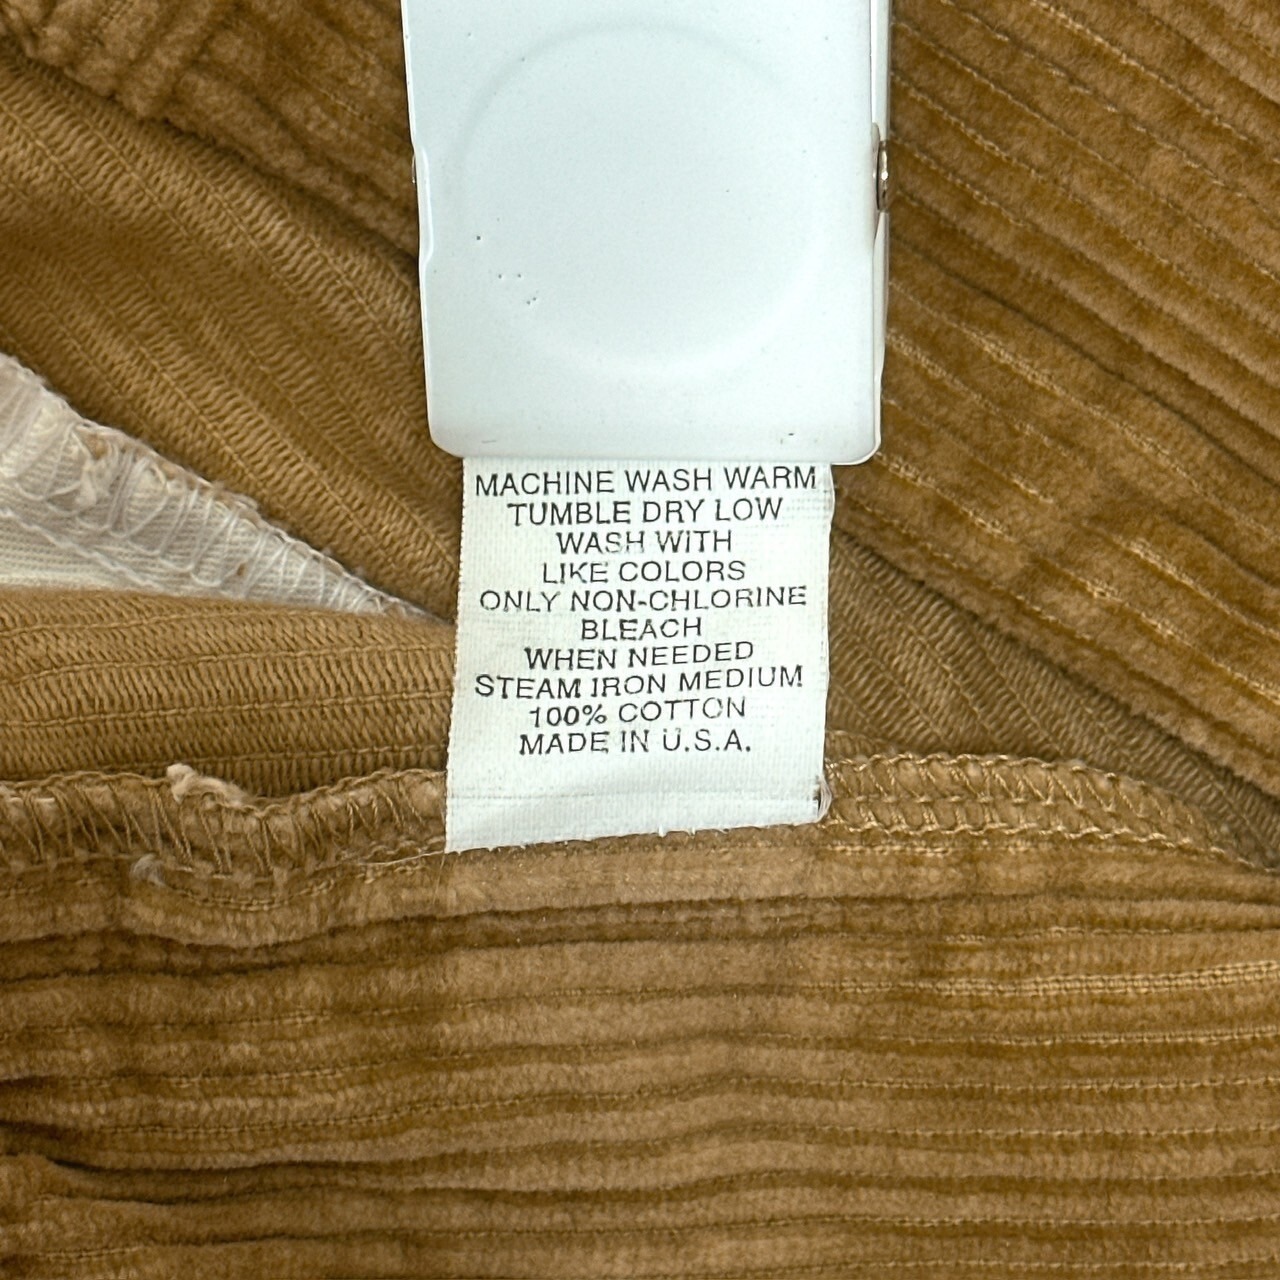 MACHINE WASH WARM
TUMBLE DRY LOW
WASH WITH
LIKE COLORS
ONLY NON-CHLORINE
BLEACH
WHEN NEEDED
STEAM IRON MEDIUM
100% COTTON
MADE IN U.S.A.